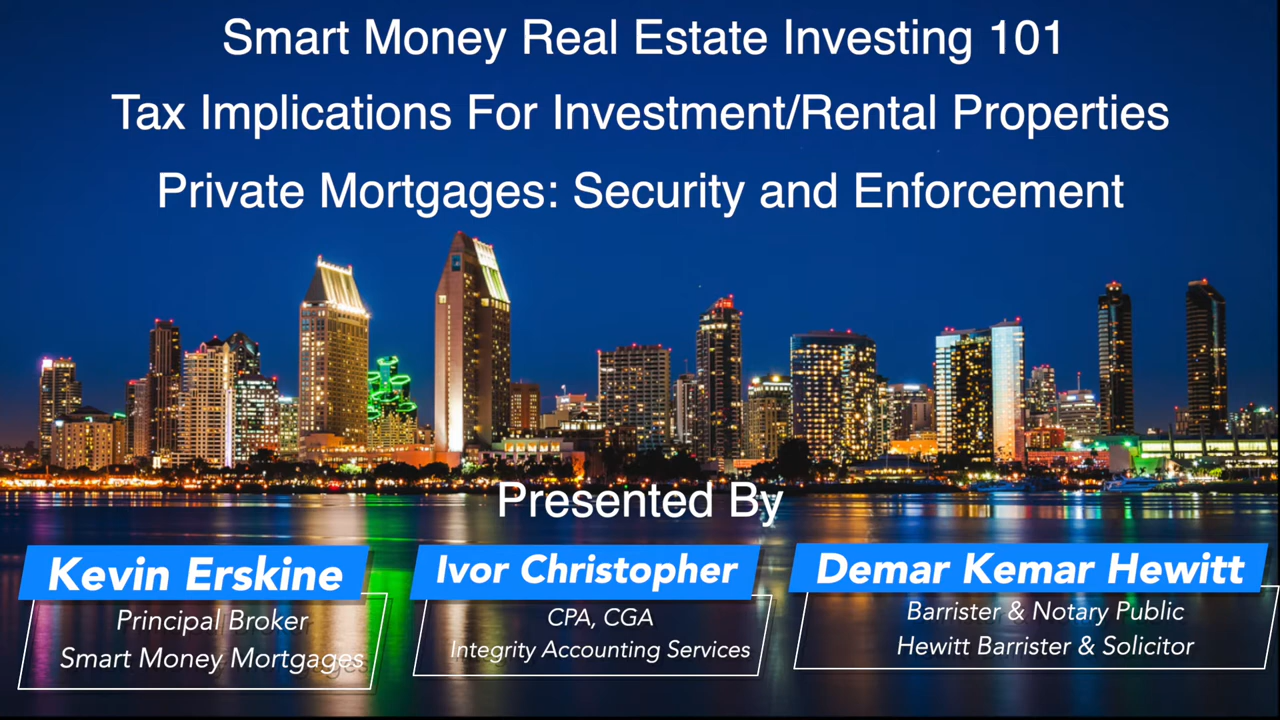 Smart Money Real Estate Investing 101
Tax Implications For Investment/Rental Properties
Private Mortgages: Security and Enforcement
Presented By
Kevin Erskine
Principal Broker
Smart Money Mortgages
Ivor Christopher
CPA, CGA
Integrity Accounting Services
Demar Kemar Hewitt
Barrister & Notary Public
Hewitt Barrister & Solicitor